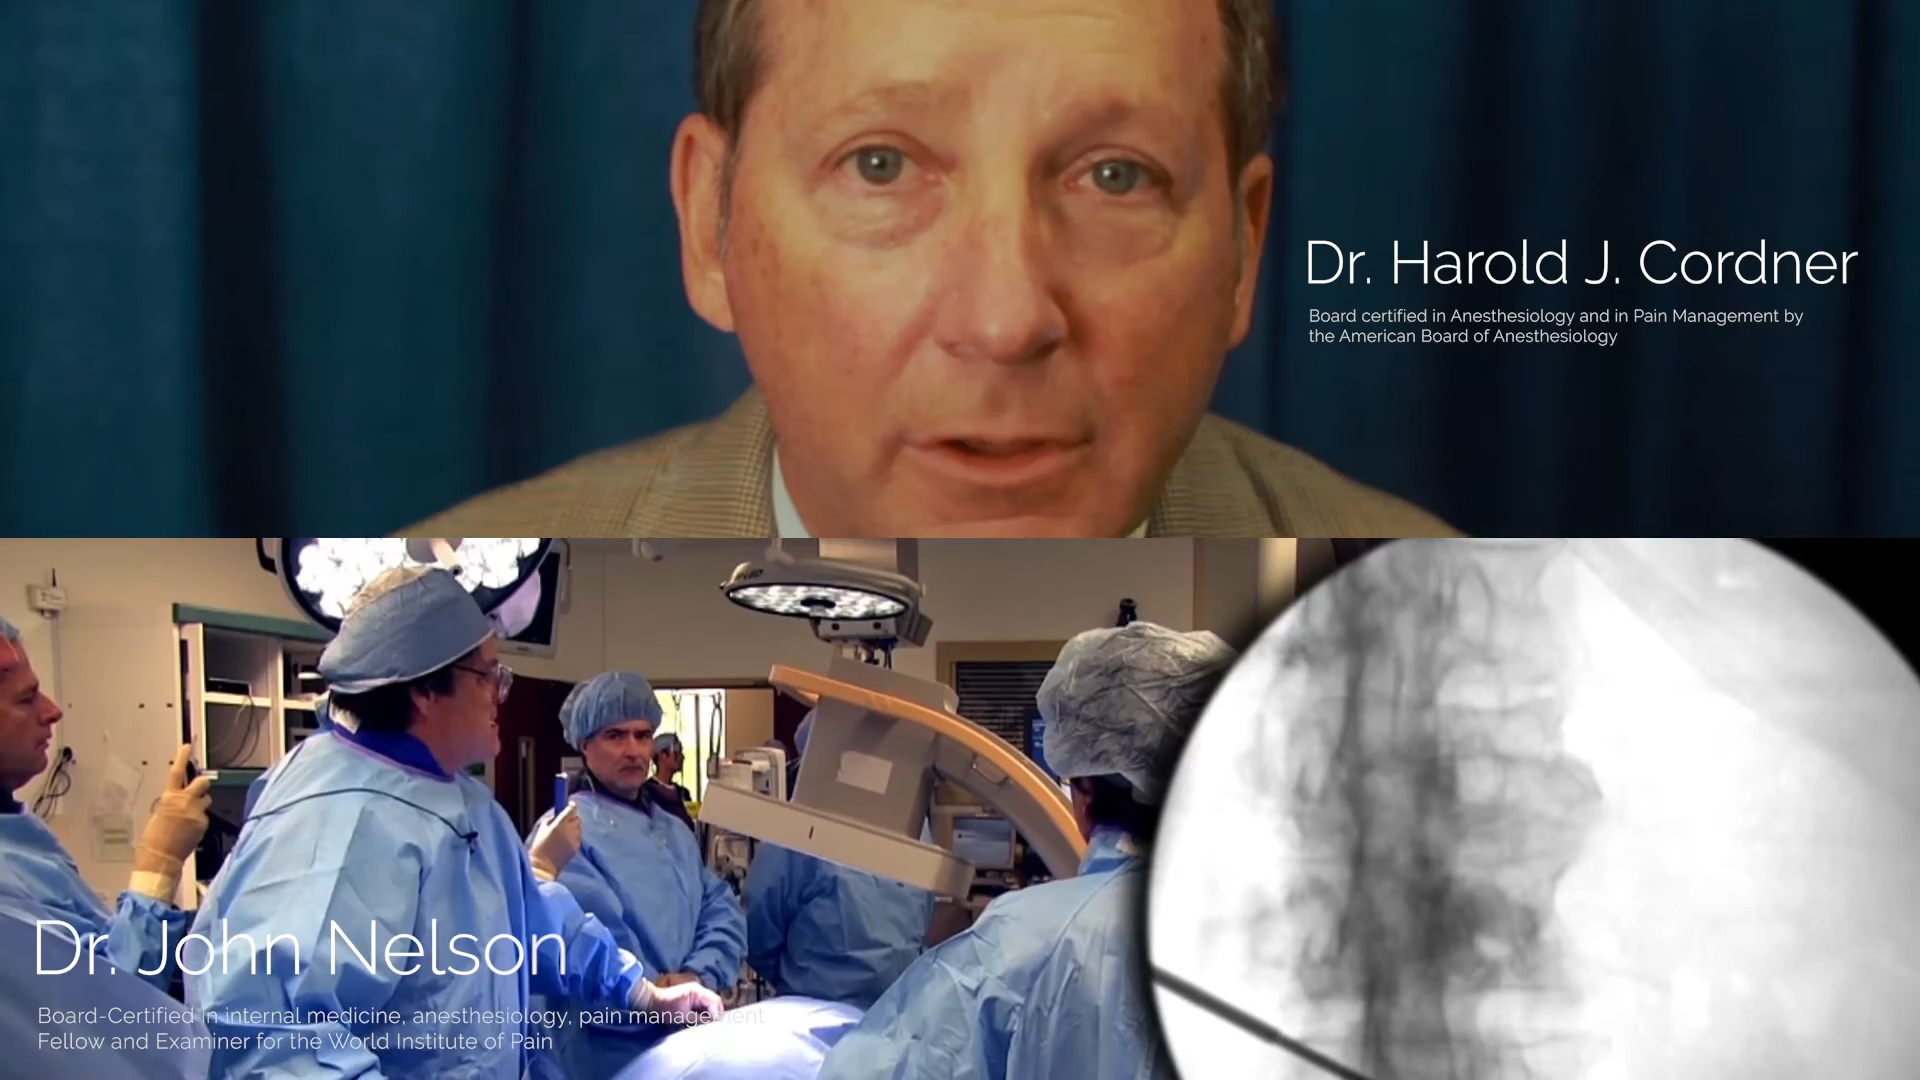 Dr. Harold J. Cordner
Board certified in Anesthesiology and in Pain Management by
the American Board of Anesthesiology
Dr. John Nelson
Board-Certified in internal medicine, anesthesiology, pain management
Fellow and Examiner for the World Institute of Pain